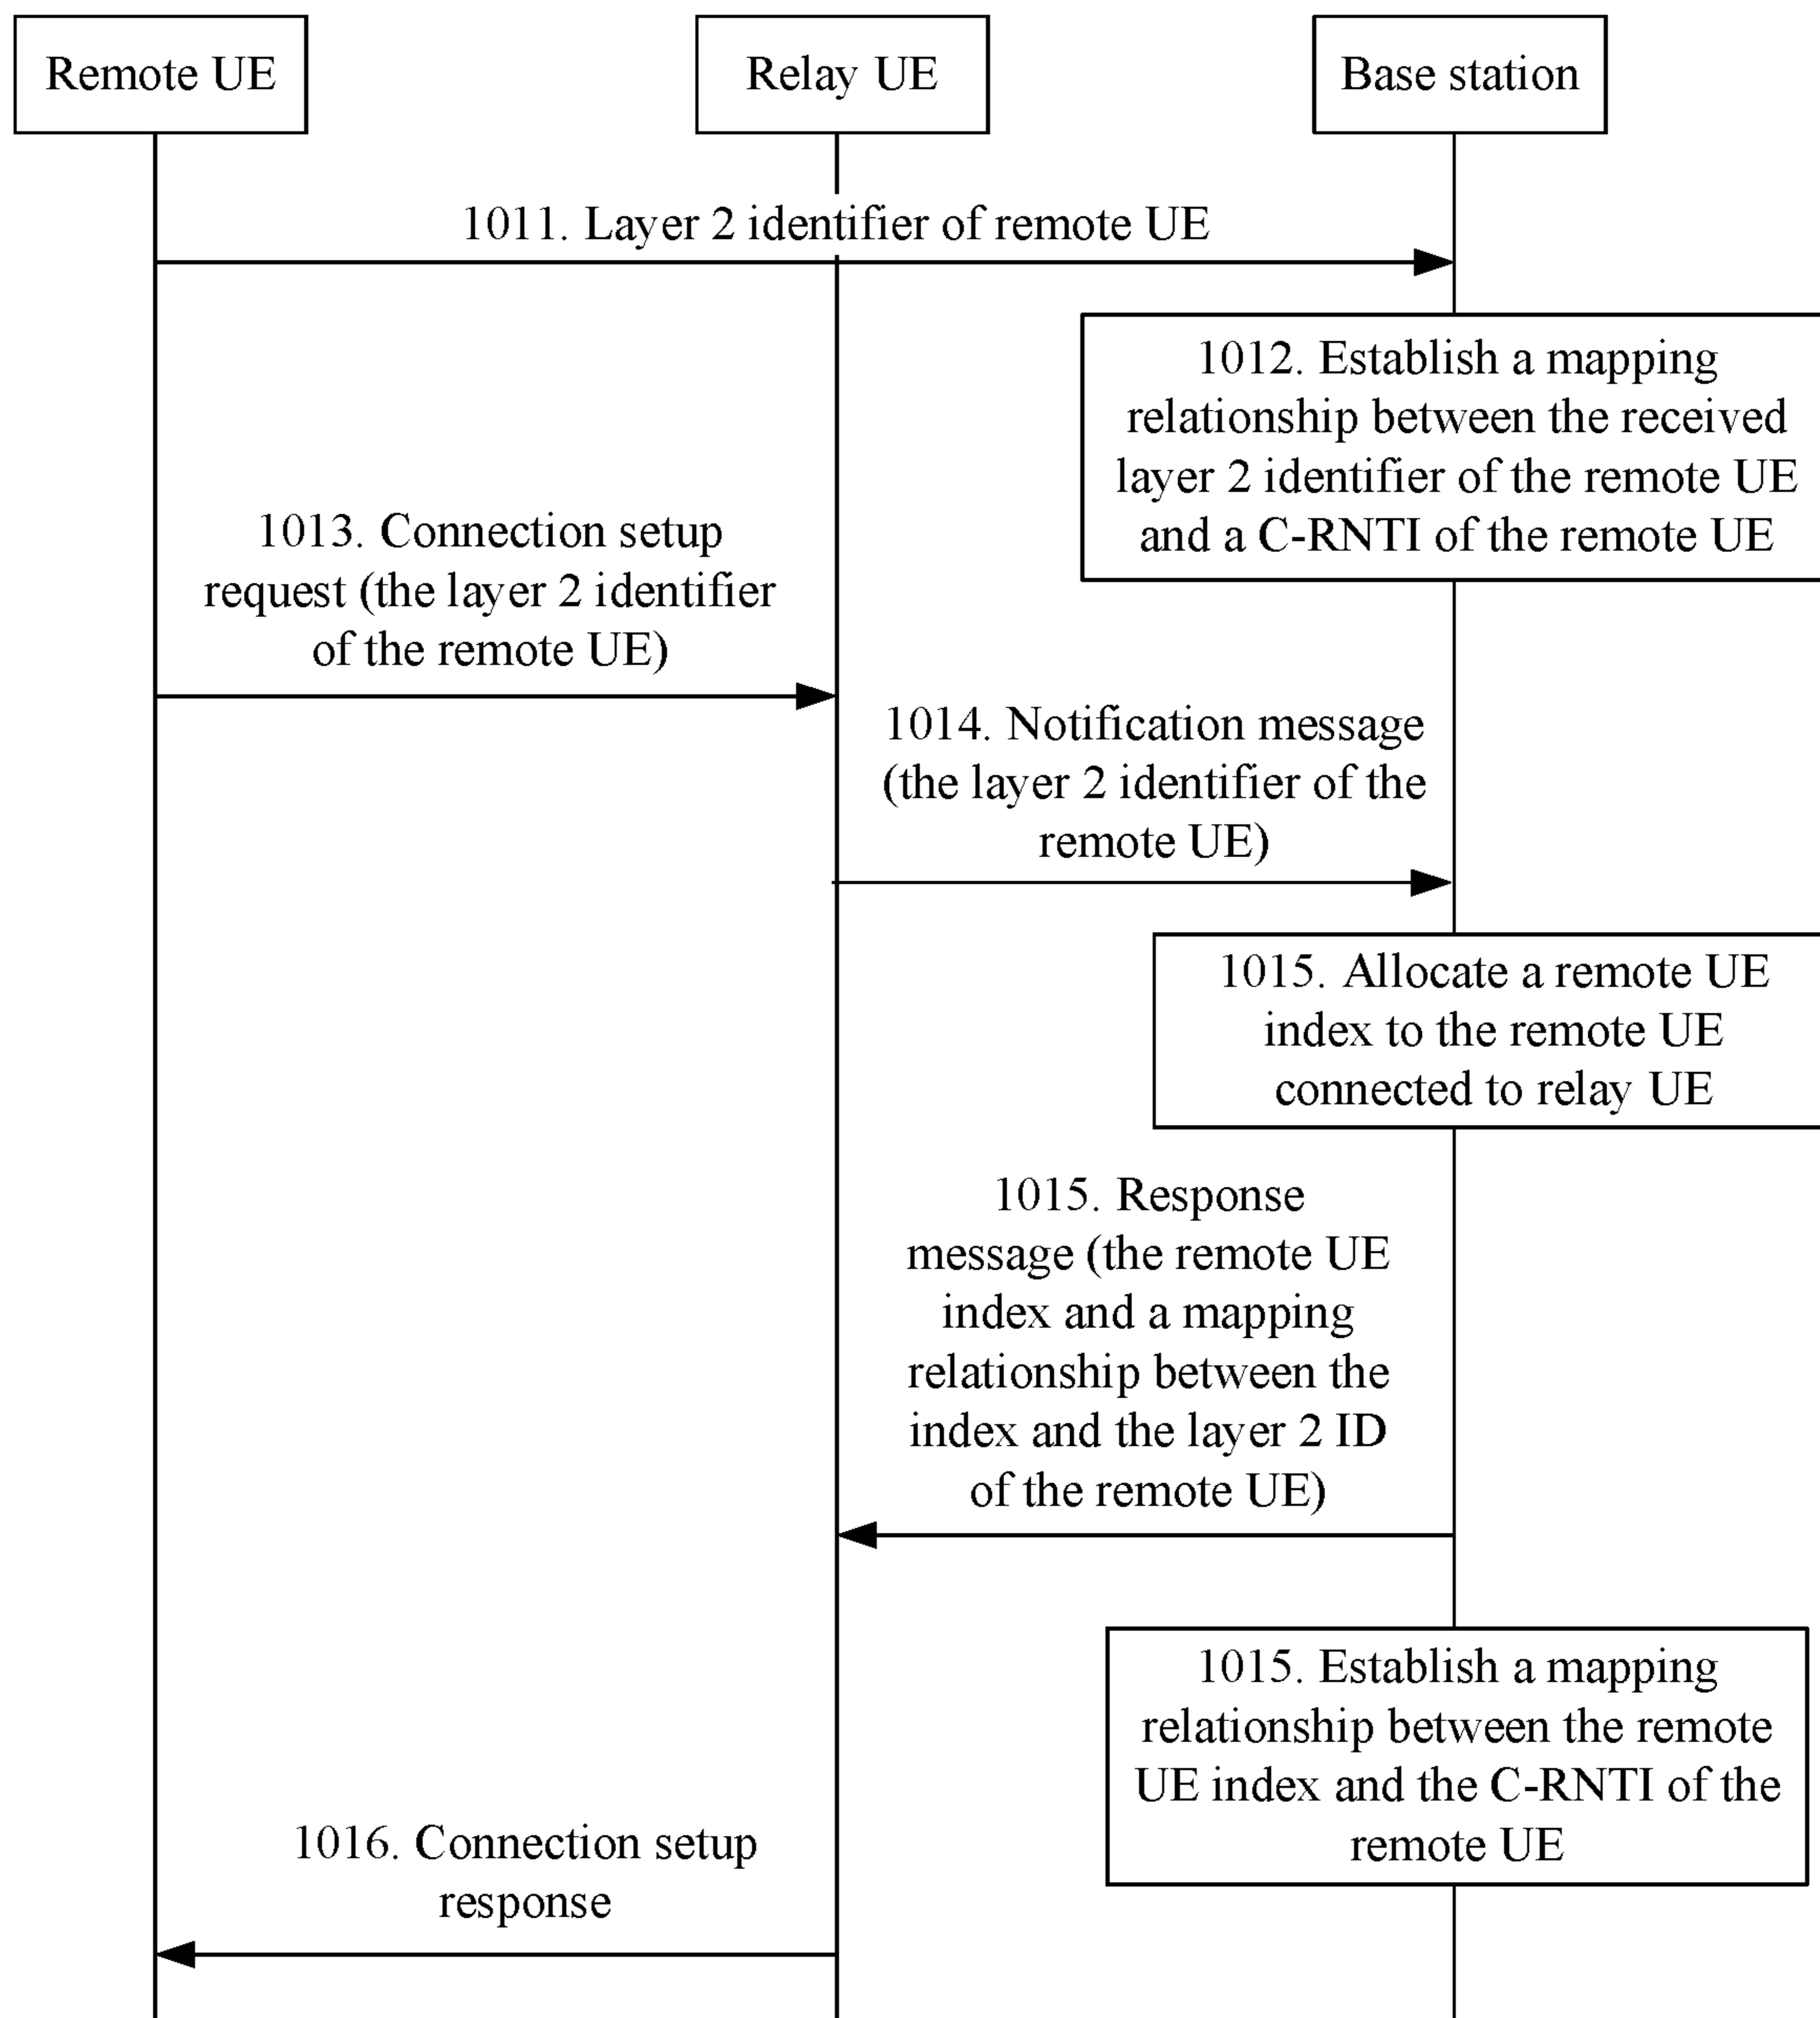 Remote UE
Relay UE
Base station
1011. Layer 2 identifier of remote UE
1012. Establish a mapping
relationship between the received
layer 2 identifier of the remote UE
and a C-RNTI of the remote UE
1013. Connection setup
request (the layer 2 identifier
of the remote UE)
1014. Notification message
(the layer 2 identifier of the
remote UE)
1015. Allocate a remote UE
index to the remote UE
connected to relay UE
1015. Response
message (the remote UE
index and a mapping
relationship between the
index and the layer 2 ID
of the remote UE)
1015. Establish a mapping
relationship between the remote
UE index and the C-RNTI of the
remote UE
1016. Connection setup
response